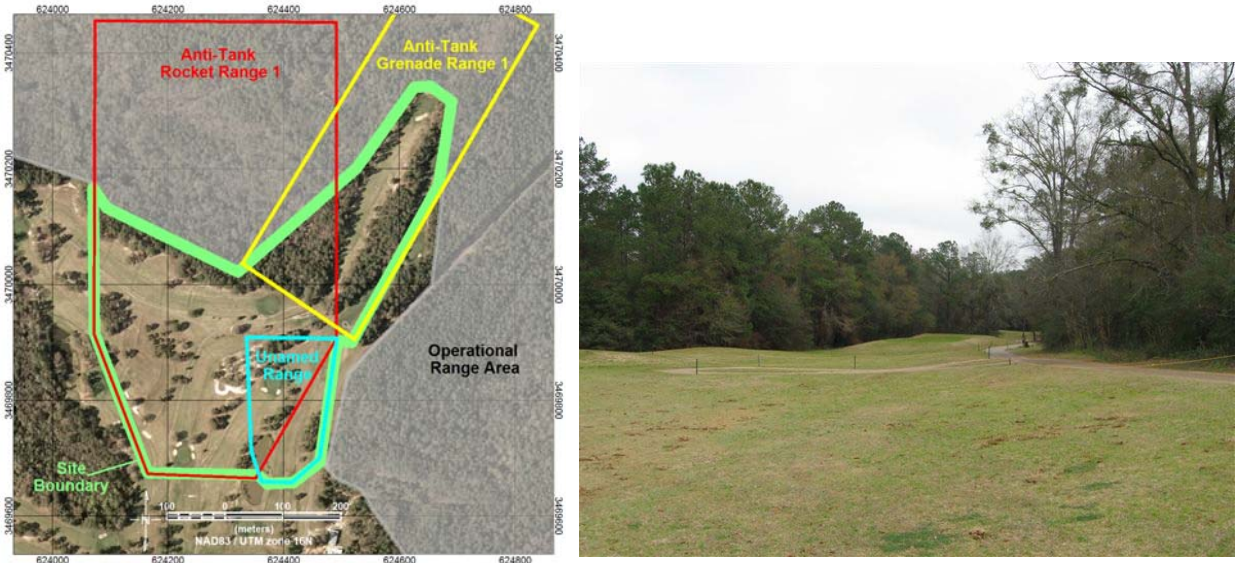 624000 624200 624400 624600 624800
3470400
3470400
Anti-Tank
Rocket Range 1
Anti-Tank
Grenade Range 1
3470200
3470200
3470000
3470000
Unamed
Range
Operational
Range Area
3469800
3469800
Site
Boundary
3469600
3469600
100 0 100 200
(meters)
NAD83 / UTM zone 16N
624000 624200 624400 624600 624800